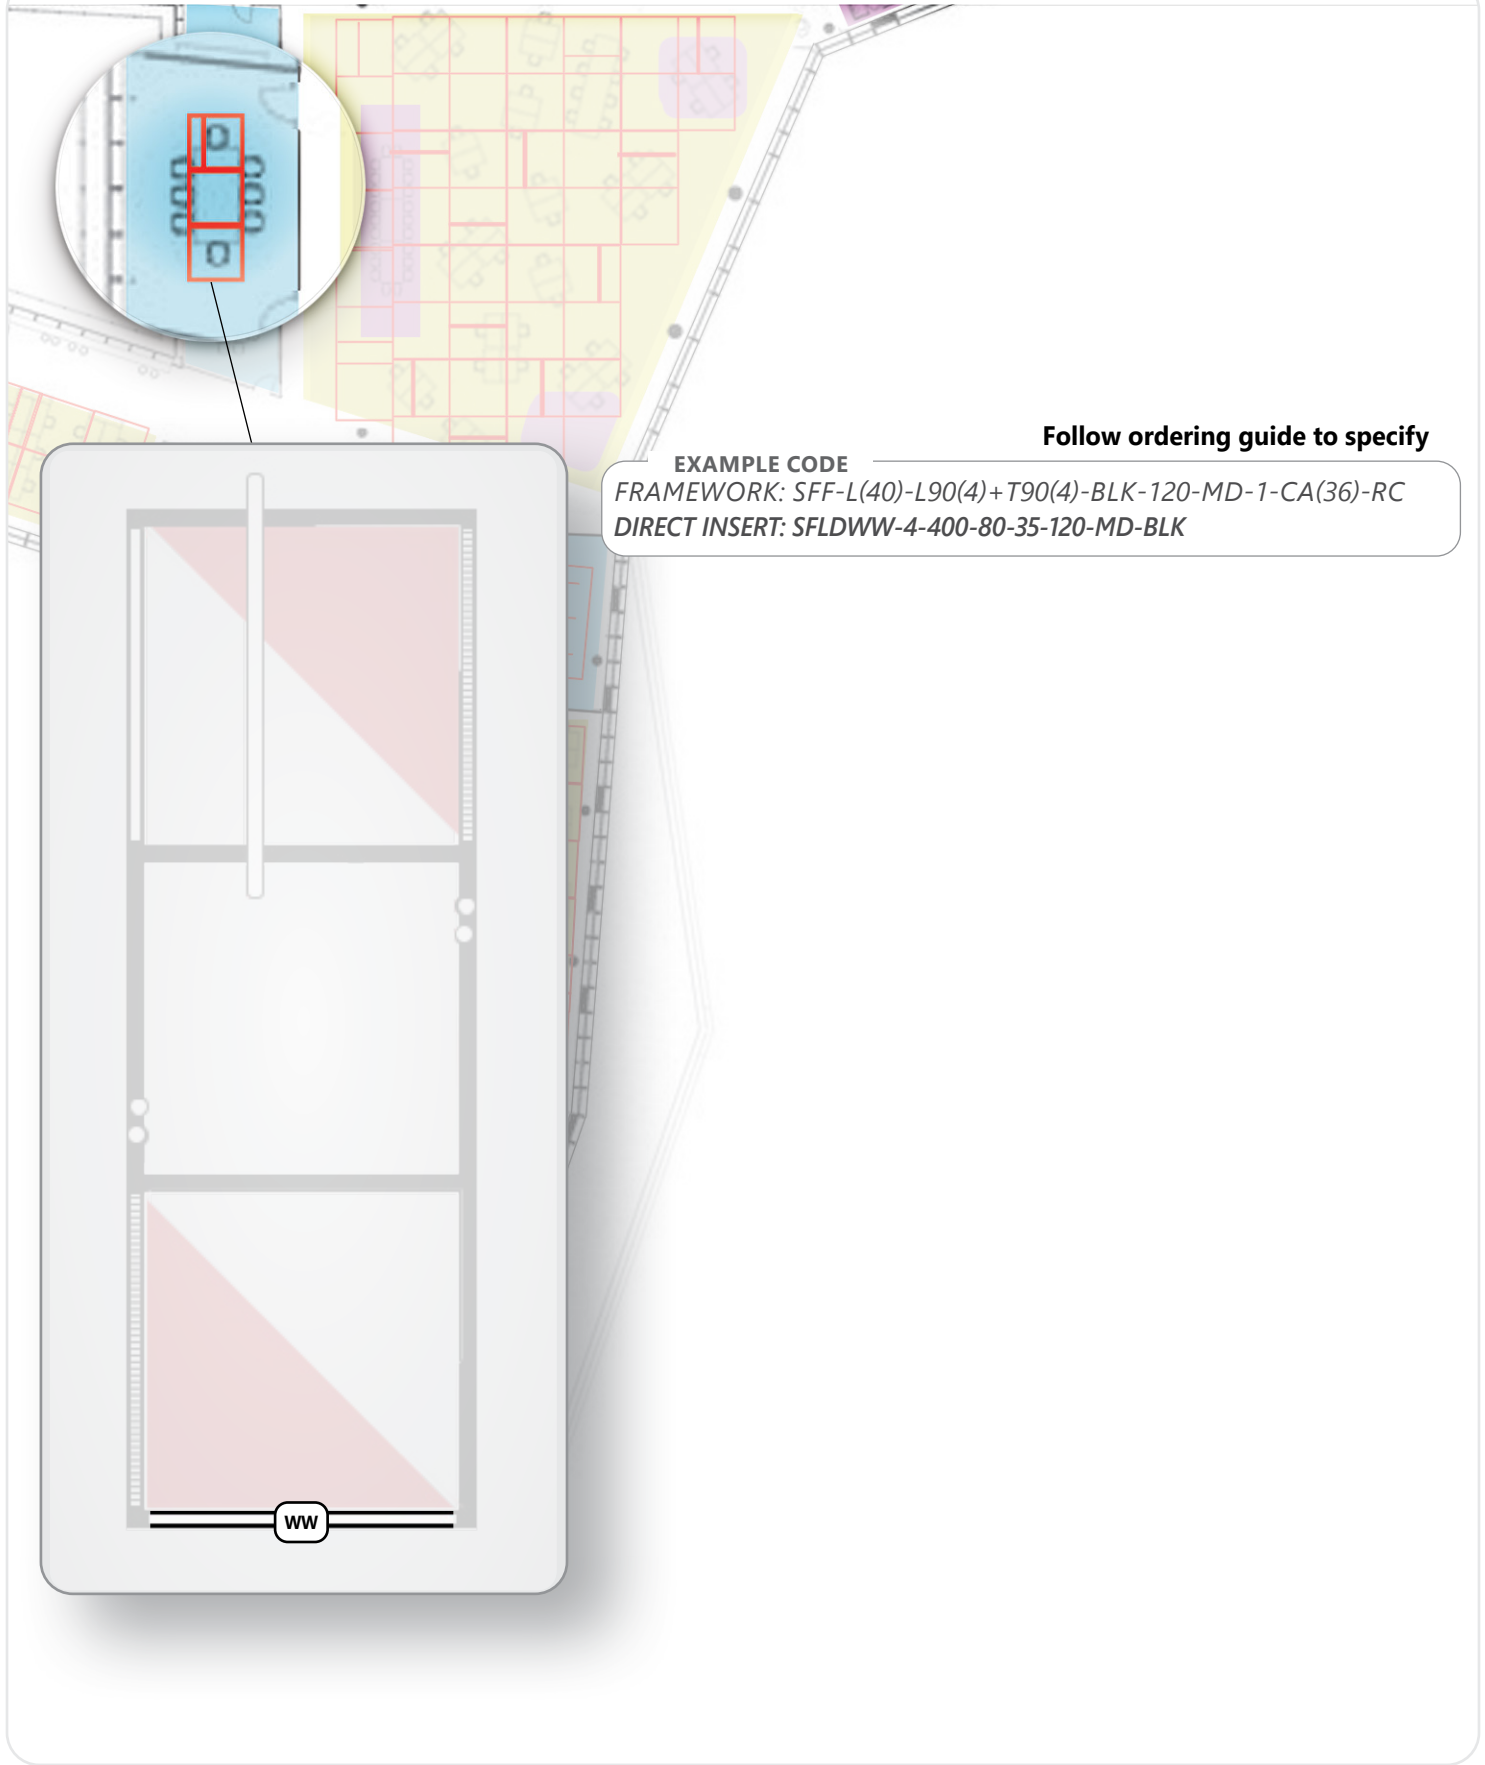 Follow ordering guide to specify
EXAMPLE CODE
FRAMEWORK: SFF-L(40)-L90(4)+T90(4)-BLK-120-MD-1-CA(36)-RC
DIRECT INSERT: SFLDWW-4-400-80-35-120-MD-BLK
WW